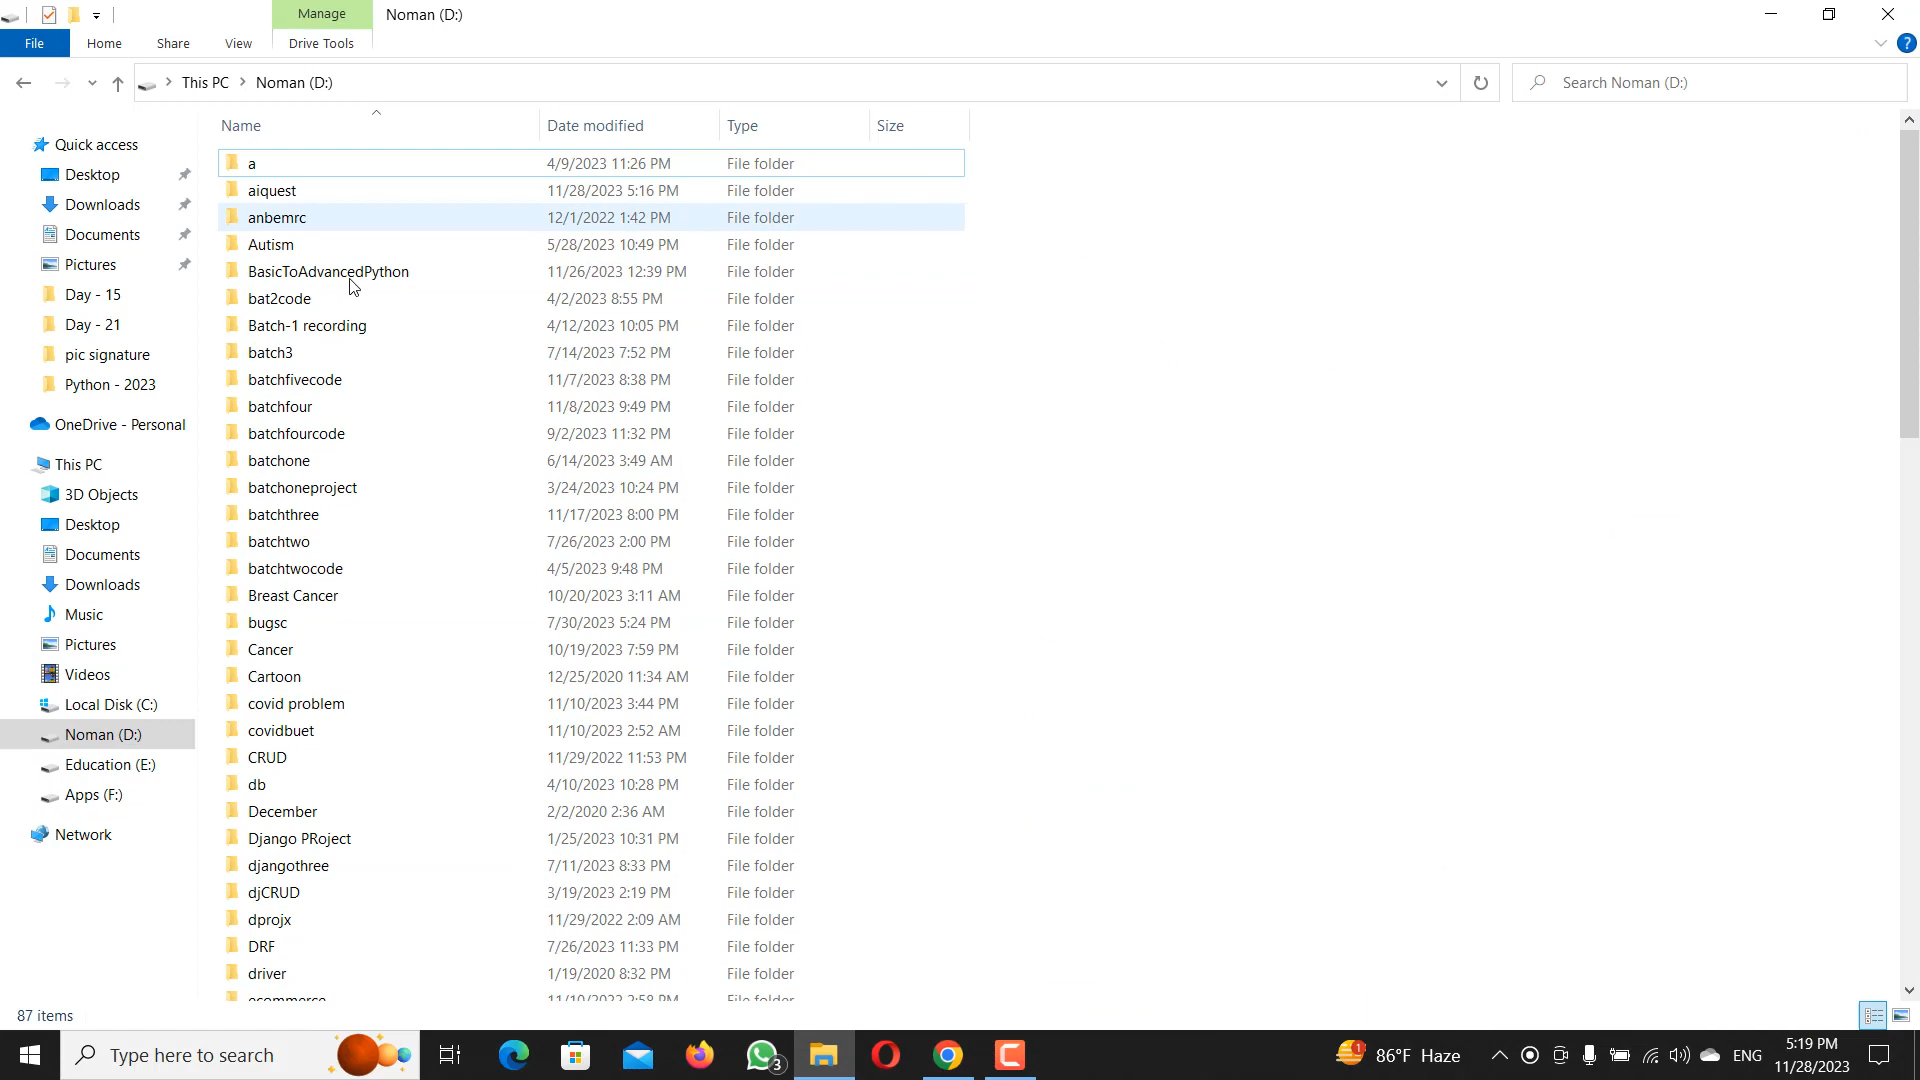 Manage
Noman (D:)
File
Home
Share
View
Drive Tools
This PC
Noman (D:)
Search Noman (D:)
Name
Date modified
Type
Size
Quick access
Desktop
Downloads
Documents
Pictures
Day - 15
Day - 21
pic signature
Python - 2023
OneDrive - Personal
This PC
3D Objects
Desktop
Documents
Downloads
Music
Pictures
Videos
Local Disk (C:)
Noman (D:)
Education (E:)
Apps (F:)
Network
a 4/9/2023 11:26 PM File folder
aiquest 11/28/2023 5:16 PM File folder
anbemrc 12/1/2022 1:42 PM File folder
Autism 5/28/2023 10:49 PM File folder
BasicToAdvancedPython 11/26/2023 12:39 PM File folder
bat2code 4/2/2023 8:55 PM File folder
Batch-1 recording 4/12/2023 10:05 PM File folder
batch3 7/14/2023 7:52 PM File folder
batchfivecode 11/7/2023 8:38 PM File folder
batchfour 11/8/2023 9:49 PM File folder
batchfourcode 9/2/2023 11:32 PM File folder
batchone 6/14/2023 3:49 AM File folder
batchoneproject 3/24/2023 10:24 PM File folder
batchthree 11/17/2023 8:00 PM File folder
batchtwo 7/26/2023 2:00 PM File folder
batchtwocode 4/5/2023 9:48 PM File folder
Breast Cancer 10/20/2023 3:11 AM File folder
bugsc 7/30/2023 5:24 PM File folder
Cancer 10/19/2023 7:59 PM File folder
Cartoon 12/25/2020 11:34 AM File folder
covid problem 11/10/2023 3:44 PM File folder
covidbuet 11/10/2023 2:52 AM File folder
CRUD 11/29/2022 11:53 PM File folder
db 4/10/2023 10:28 PM File folder
December 2/2/2020 2:36 AM File folder
Django PRoject 1/25/2023 10:31 PM File folder
djangothree 7/11/2023 8:33 PM File folder
djCRUD 3/19/2023 2:19 PM File folder
dprojx 11/29/2022 2:09 AM File folder
DRF 7/26/2023 11:33 PM File folder
driver 1/19/2020 8:32 PM File folder
ecommerce 11/10/2022 2:58 PM File folder
87 items
Type here to search
3
1
86°F Haze
ENG
5:19 PM
11/28/2023